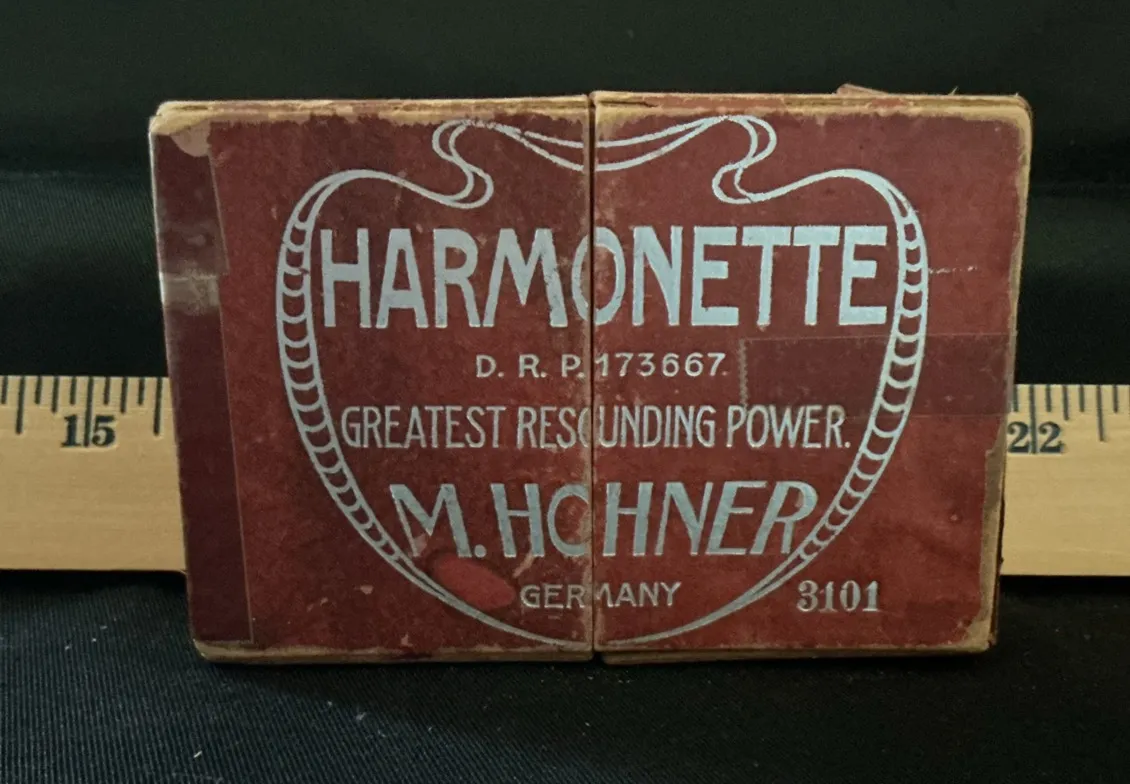 HARMONETTE
D. R. P. 173667.
GREATEST RESOUNDING POWER.
M. HOHNER
GERMANY 3101
15 22